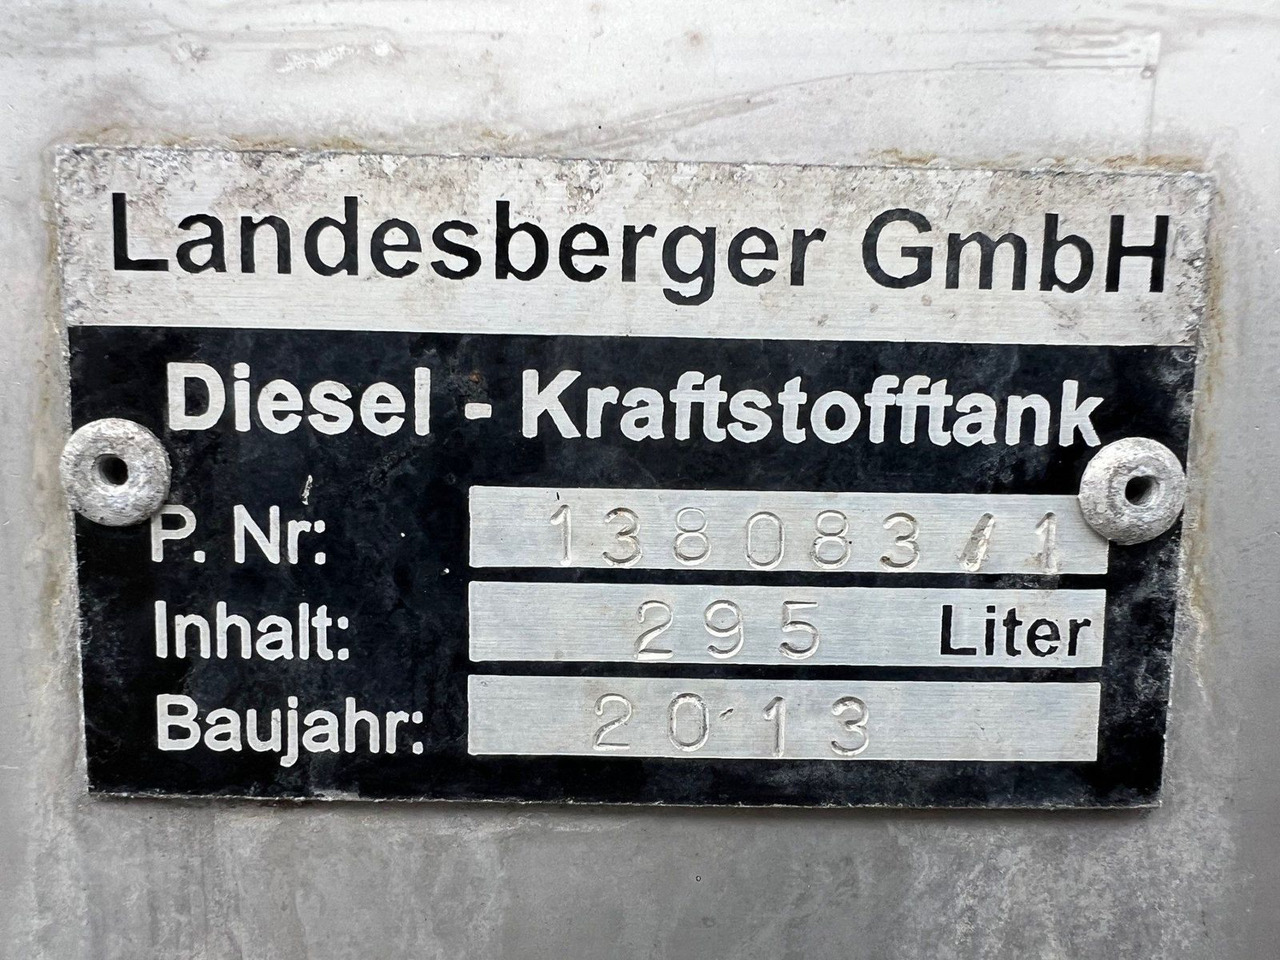 Landesberger GmbH
Diesel - Kraftstofftank
P. Nr: 138083/1
Inhalt: 295 Liter
Baujahr: 2013